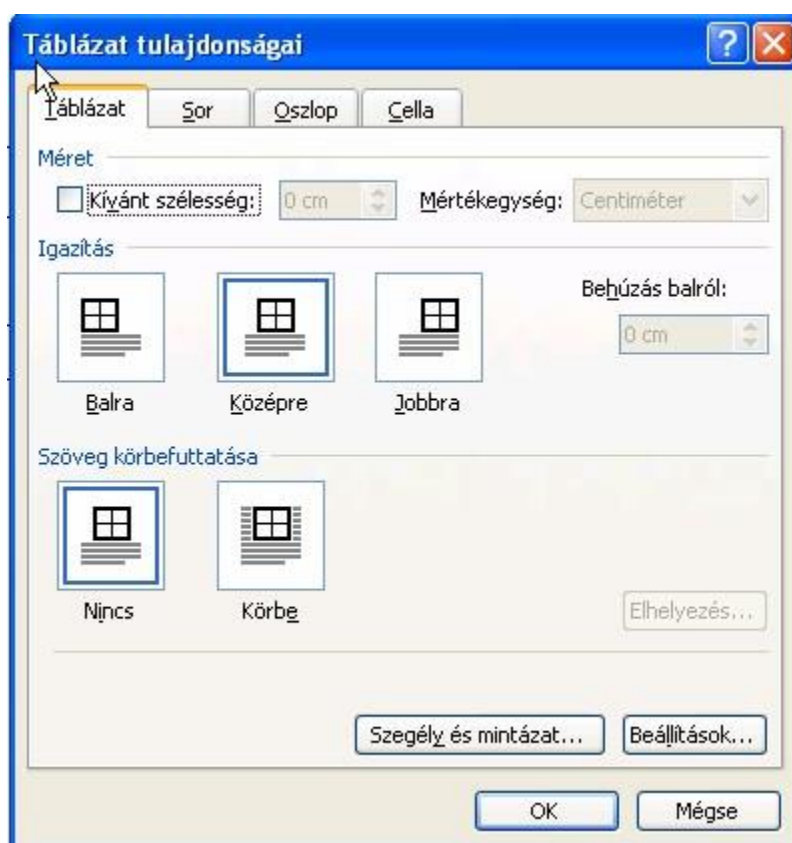 Táblázat tulajdonságai
Táblázat Sor Oszlop Cella
Méret
Kívánt szélesség: 0 cm Mértékegység: Centiméter
Igazítás
Behúzás balról:
0 cm
Balra Középre Jobbra
Szöveg körbefuttatása
Nincs Körbe Elhelyezés...
Szegély és mintázat... Beállítások...
OK Mégse